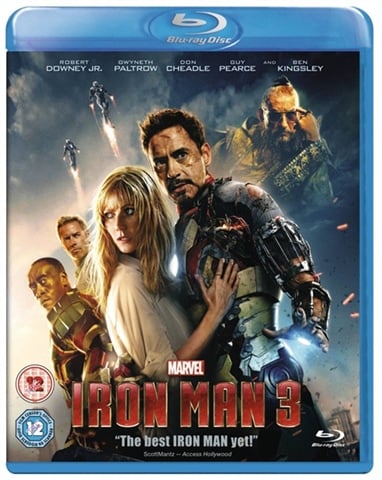 Blu-ray Disc
ROBERT DOWNEY JR.
GWYNETH PALTROW
DON CHEADLE
GUY PEARCE
AND BEN KINGSLEY
MARVEL
IRON MAN 3
12
12
"The best IRON MAN yet!"
ScottMantz – Access Hollywood
Blu-ray Disc